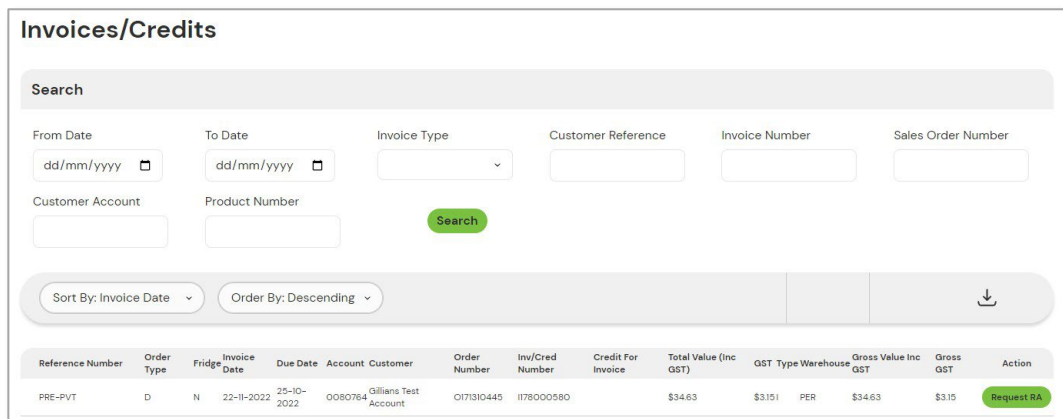 Invoices/Credits
Search
From Date To Date Invoice Type Customer Reference Invoice Number Sales Order Number
dd/mm/yyyy dd/mm/yyyy
Customer Account Product Number
Search
Sort By: Invoice Date Order By: Descending
Reference Number Order Type Fridge Invoice Date Due Date Account Customer Order Number Inv/Cred Number Credit For Invoice Total Value (Inc GST) GST Type Warehouse Gross Value Inc GST Gross GST Action
PRE-PVT D N 22-11-2022 25-10-2022 0080764 Gillians Test Account O171310445 I178000580 $34.63 $3.15 I PER $34.63 $3.15 Request RA